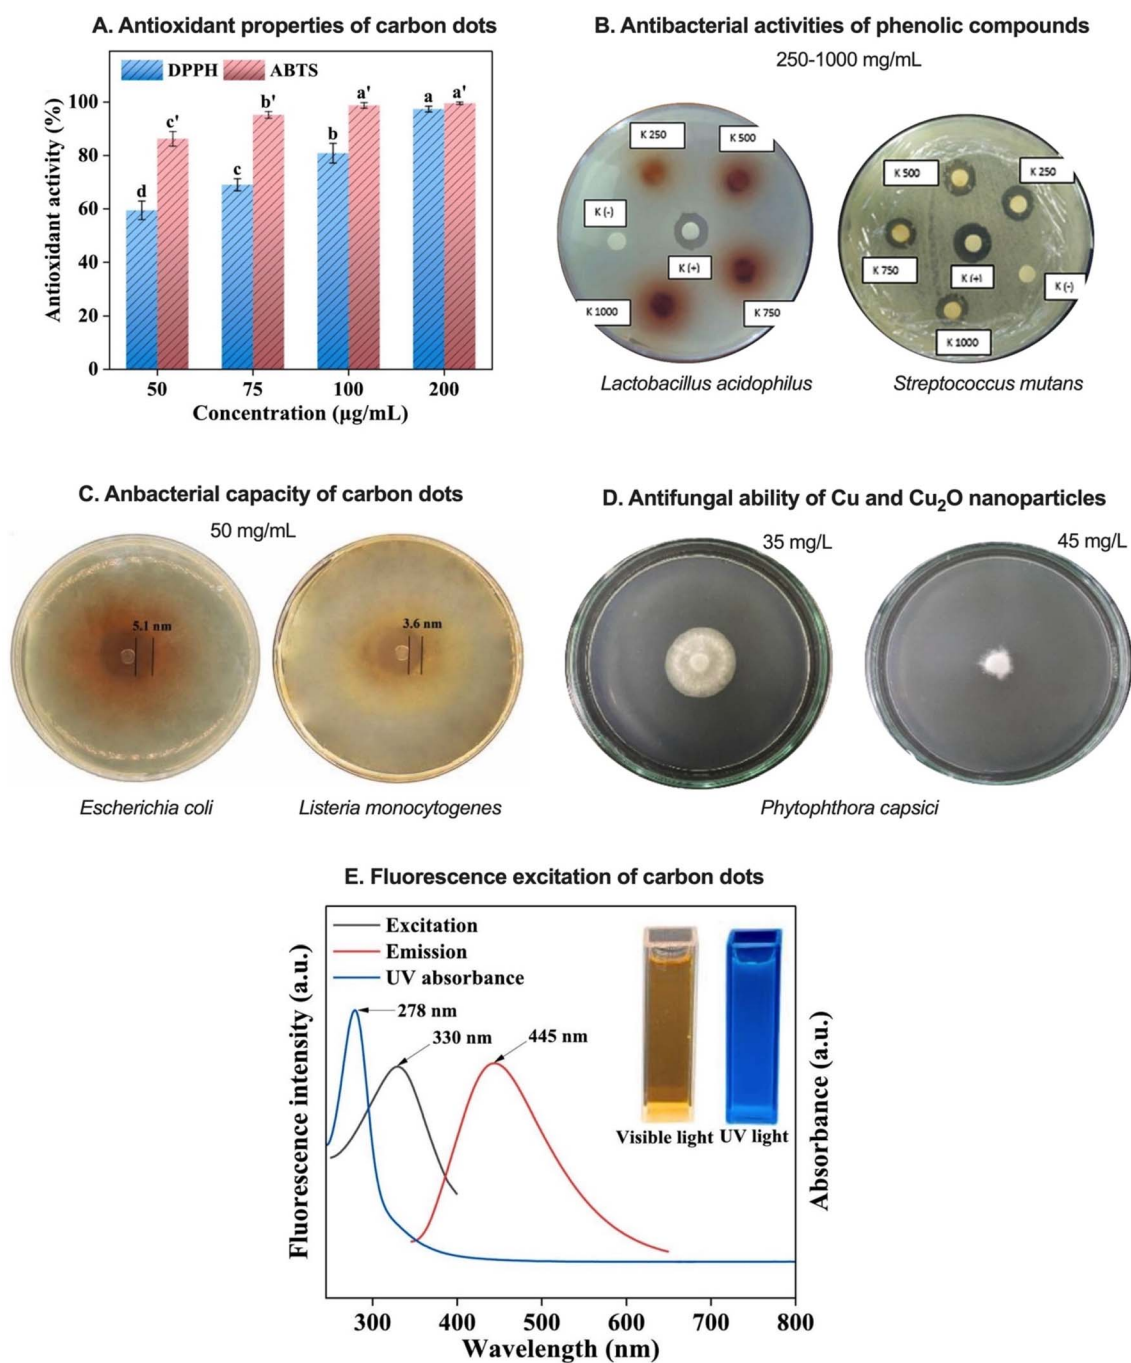 A. Antioxidant properties of carbon dots
DPPH ABTS
Antioxidant activity (%)
100
80
60
40
20
0
d c' c b' b a' a a'
50 75 100 200
Concentration (µg/mL)
B. Antibacterial activities of phenolic compounds
250-1000 mg/mL
K 250
K 500
K (-)
K (+)
K 1000
K 750
Lactobacillus acidophilus
K 500
K 250
K 750
K (+)
K (-)
K 1000
Streptococcus mutans
C. Anbacterial capacity of carbon dots
50 mg/mL
5.1 nm
3.6 nm
Escherichia coli
Listeria monocytogenes
D. Antifungal ability of Cu and Cu₂O nanoparticles
35 mg/L
45 mg/L
Phytophthora capsici
E. Fluorescence excitation of carbon dots
Fluorescence intensity (a.u.)
Excitation
Emission
UV absorbance
278 nm
330 nm
445 nm
Visible light UV light
Absorbance (a.u.)
300 400 500 600 700 800
Wavelength (nm)